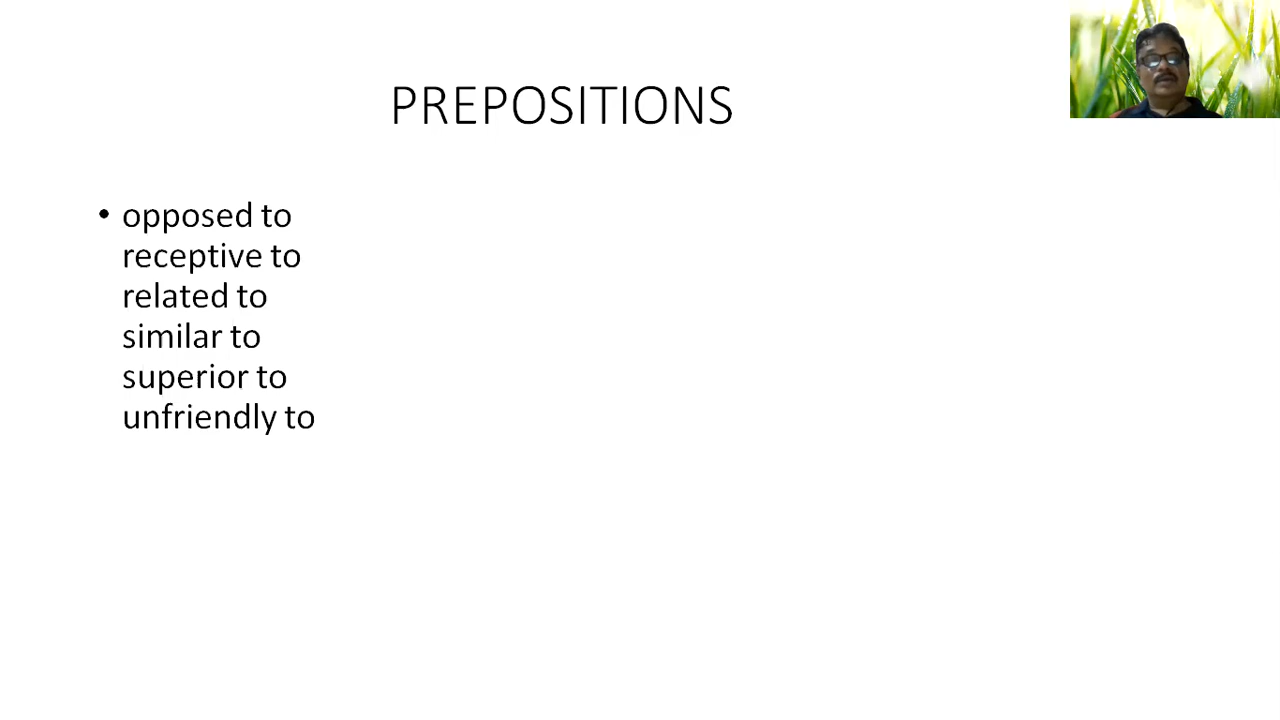 PREPOSITIONS
• opposed to
receptive to
related to
similar to
superior to
unfriendly to